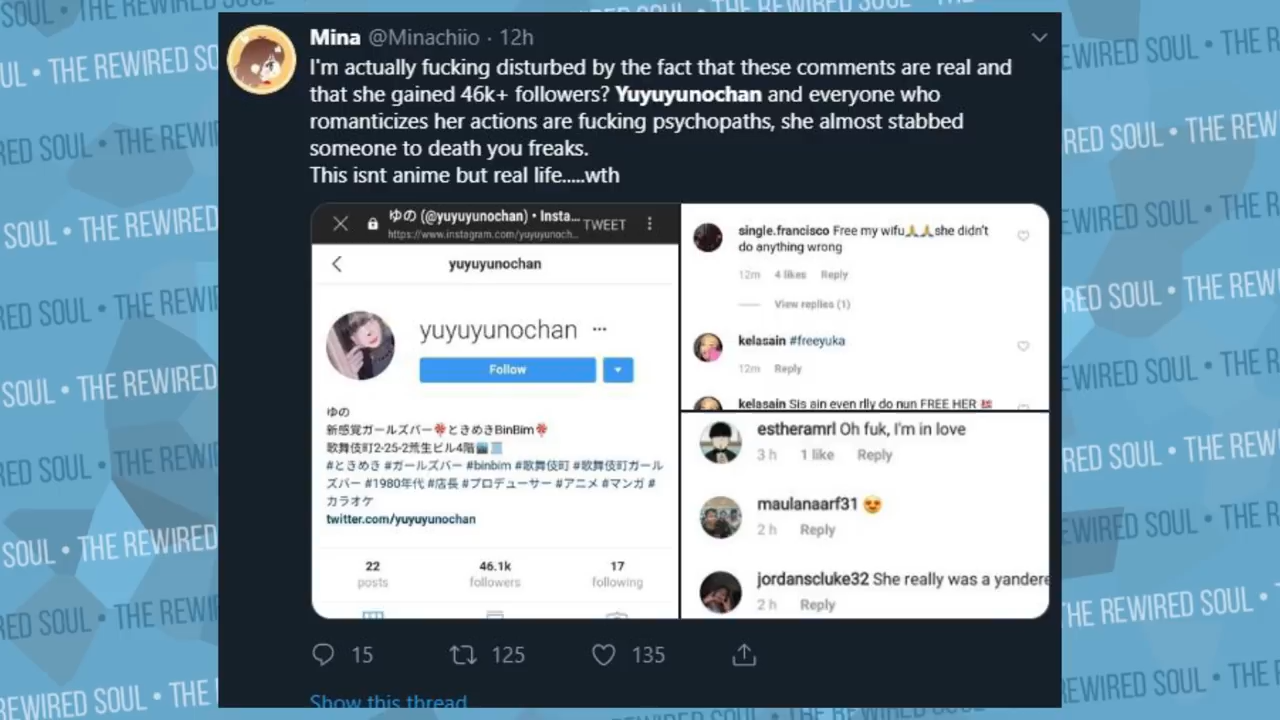 SOUL • THE REWIRED SOUL • THE REWIRED SOUL
Mina @Minachiio · 12h
I'm actually fucking disturbed by the fact that these comments are real and
that she gained 46k+ followers? Yuyuyunochan and everyone who
romanticizes her actions are fucking psychopaths, she almost stabbed
someone to death you freaks.
This isnt anime but real life.....wth
ゆの (@yuyuyunochan) • Insta...
https://www.instagram.com/yuyuyunoch...
TWEET
yuyuyunochan
yuyuyunochan
Follow
ゆの
新感覚ガールズバー🎀ときめきBinBim🎀
歌舞伎町2-25-2荒生ビル4階
#ときめき #ガールズバー #binbim #歌舞伎町 #歌舞伎町ガール
ズバー #1980年代 #店長 #プロデューサー #アニメ #マンガ #
カラオケ
twitter.com/yuyuyunochan
22 46.1k 17
posts followers following
single.francisco Free my wifu🙏🙏she didn't
do anything wrong
12m 4 likes Reply
View replies (1)
kelasain #freeyuka
12m Reply
kelasain Sis ain even rlly do nun FREE HER
estheramrl Oh fuk, I'm in love
3 h 1 like Reply
maulanaarf31 😍
2 h Reply
jordanscluke32 She really was a yandere
2 h Reply
15 125 135
Show this thread